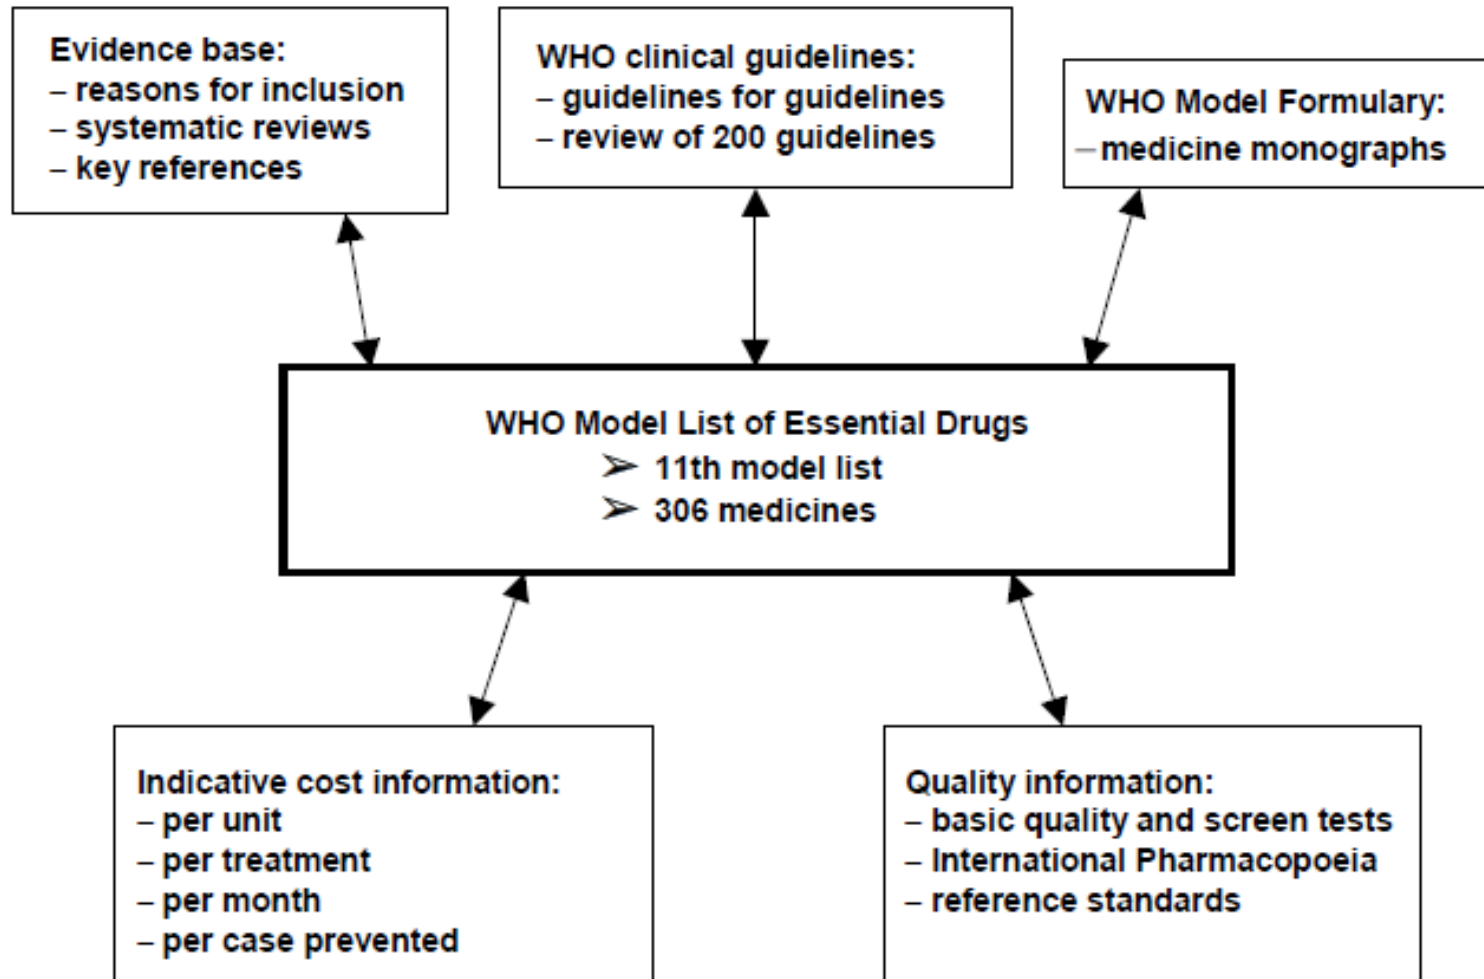 Evidence base:
– reasons for inclusion
– systematic reviews
– key references
WHO clinical guidelines:
– guidelines for guidelines
– review of 200 guidelines
WHO Model Formulary:
– medicine monographs
WHO Model List of Essential Drugs
➢ 11th model list
➢ 306 medicines
Indicative cost information:
– per unit
– per treatment
– per month
– per case prevented
Quality information:
– basic quality and screen tests
– International Pharmacopoeia
– reference standards